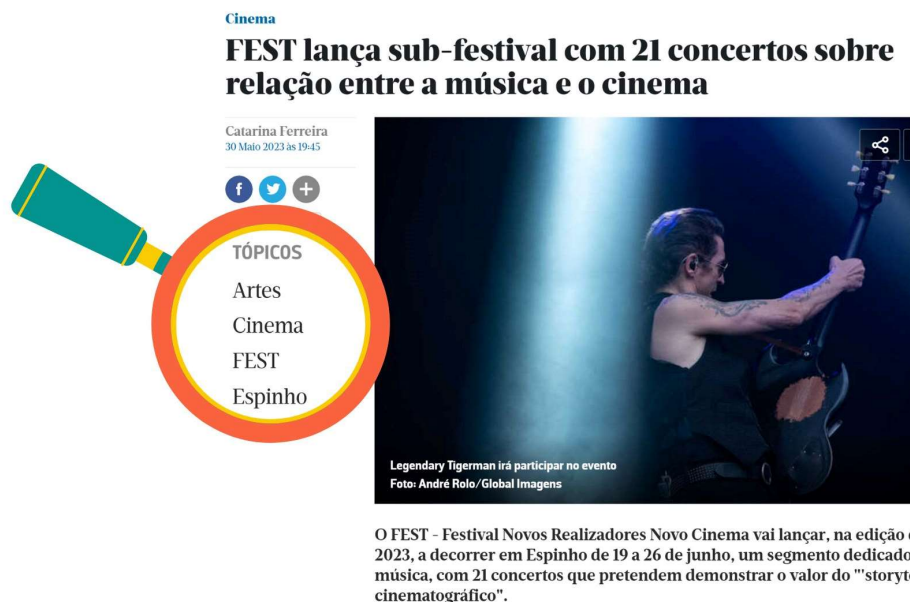 Cinema
FEST lança sub-festival com 21 concertos sobre
relação entre a música e o cinema
Catarina Ferreira
30 Maio 2023 às 19:45
TÓPICOS
Artes
Cinema
FEST
Espinho
Legendary Tigerman irá participar no evento
Foto: André Rolo/Global Imagens
O FEST - Festival Novos Realizadores Novo Cinema vai lançar, na edição
2023, a decorrer em Espinho de 19 a 26 de junho, um segmento dedicado
música, com 21 concertos que pretendem demonstrar o valor do "'storyt
cinematográfico".